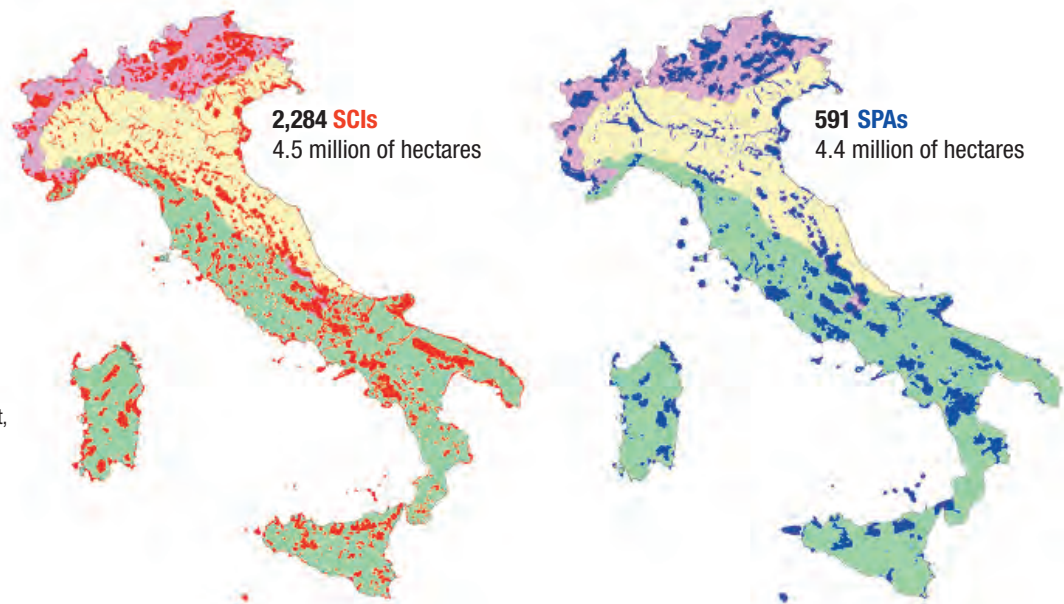 2,284 SCIs
4.5 million of hectares
591 SPAs
4.4 million of hectares
t,